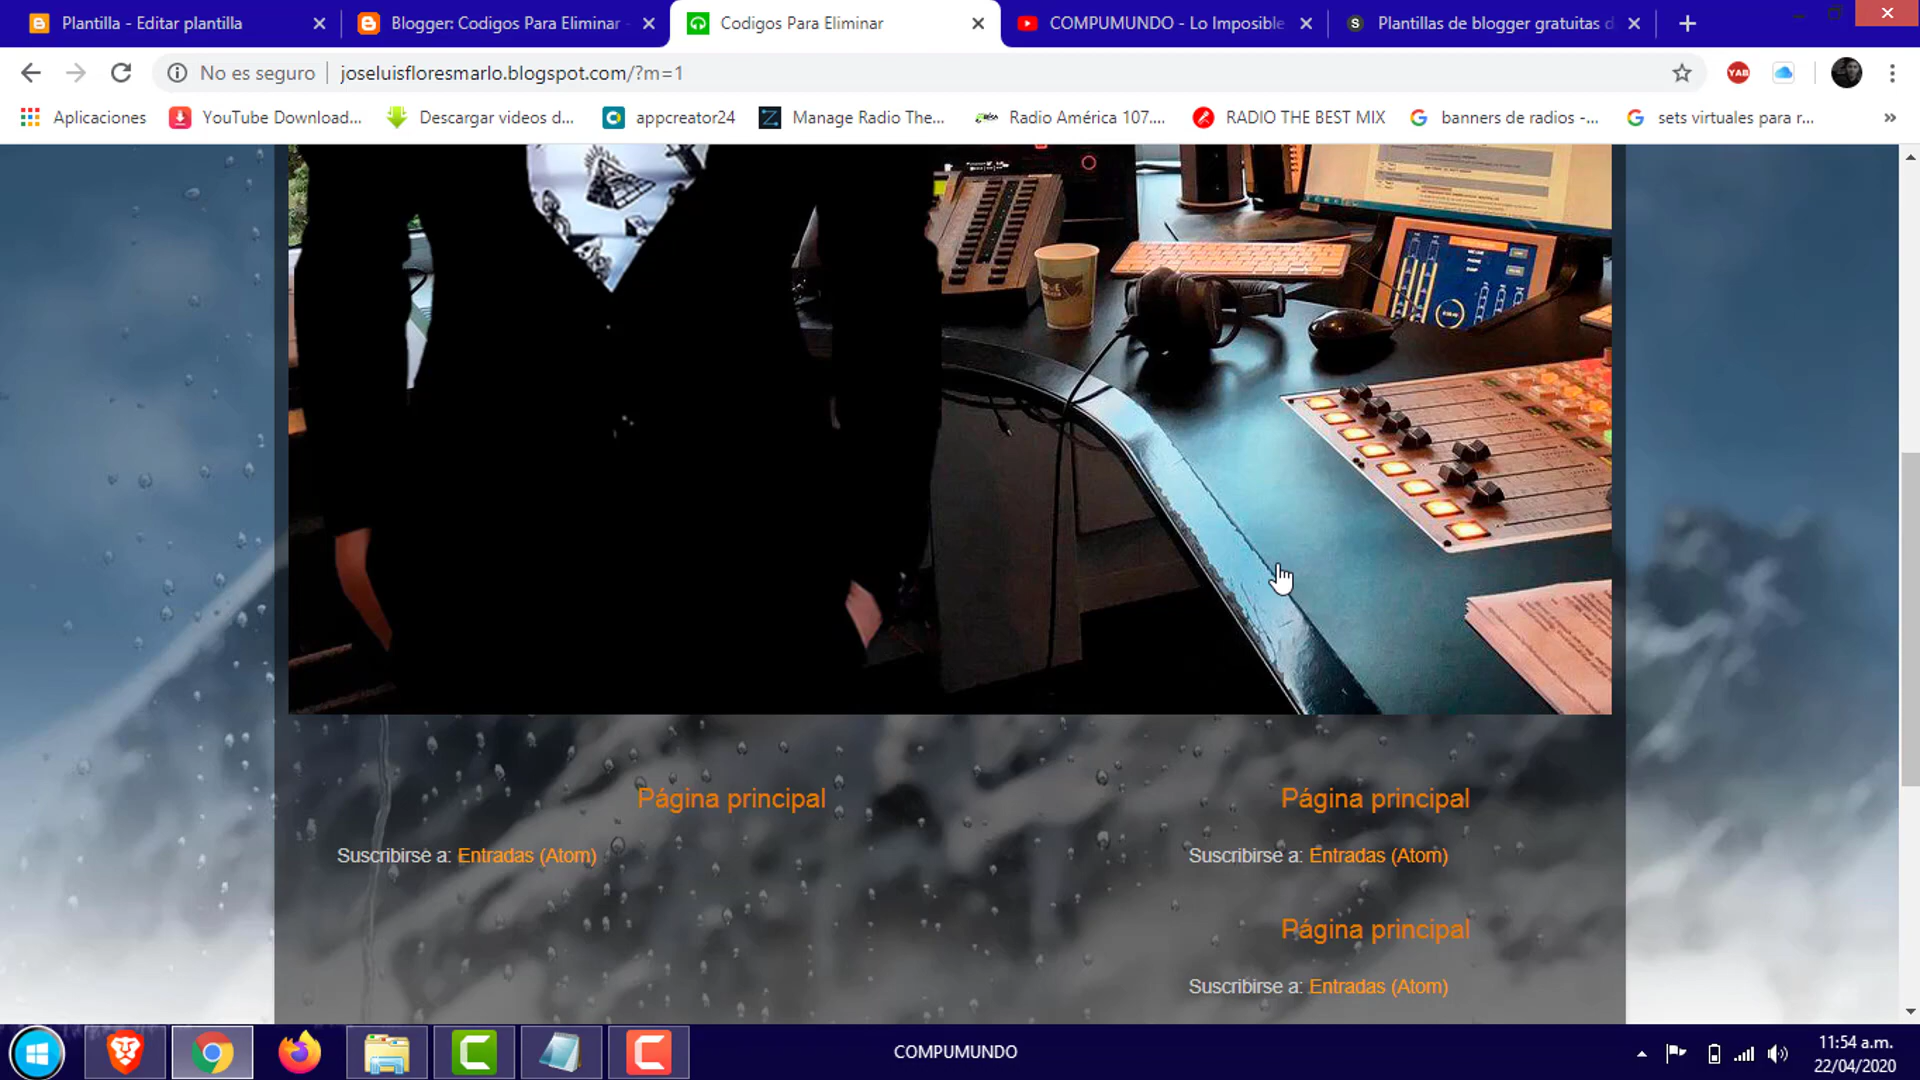 Plantilla - Editar plantilla
Blogger: Codigos Para Eliminar -
Codigos Para Eliminar
COMPUMUNDO - Lo Imposible
Plantillas de blogger gratuitas d
No es seguro
joseluisfloresmarlo.blogspot.com/?m=1
YAB
Aplicaciones
YouTube Download...
Descargar videos d...
appcreator24
Manage Radio The...
Radio América 107....
RADIO THE BEST MIX
banners de radios -...
sets virtuales para r...
»
Página principal
Página principal
Suscribirse a: Entradas (Atom)
Suscribirse a: Entradas (Atom)
Página principal
Suscribirse a: Entradas (Atom)
COMPUMUNDO
11:54 a.m.
22/04/2020